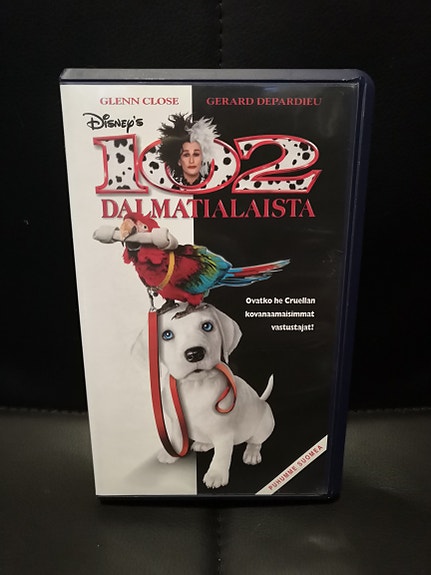 GLENN CLOSE GERARD DEPARDIEU
Disney's
102
DALMATIALAISTA
Ovatko he Cruellan
kovanaamaisimmat
vastustajat?
PUHUMME SUOMEA